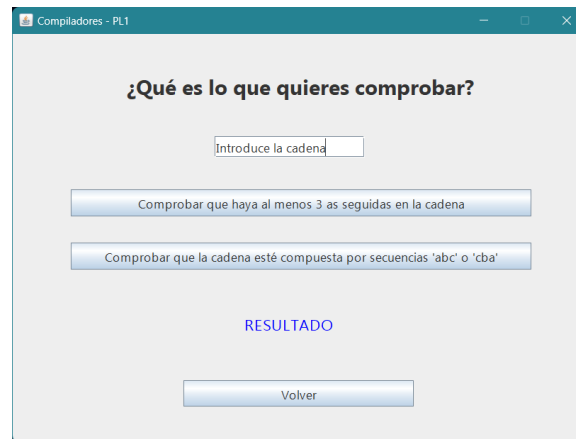 Compiladores - PL1
¿Qué es lo que quieres comprobar?
Introduce la cadena
Comprobar que haya al menos 3 as seguidas en la cadena
Comprobar que la cadena esté compuesta por secuencias 'abc' o 'cba'
RESULTADO
Volver